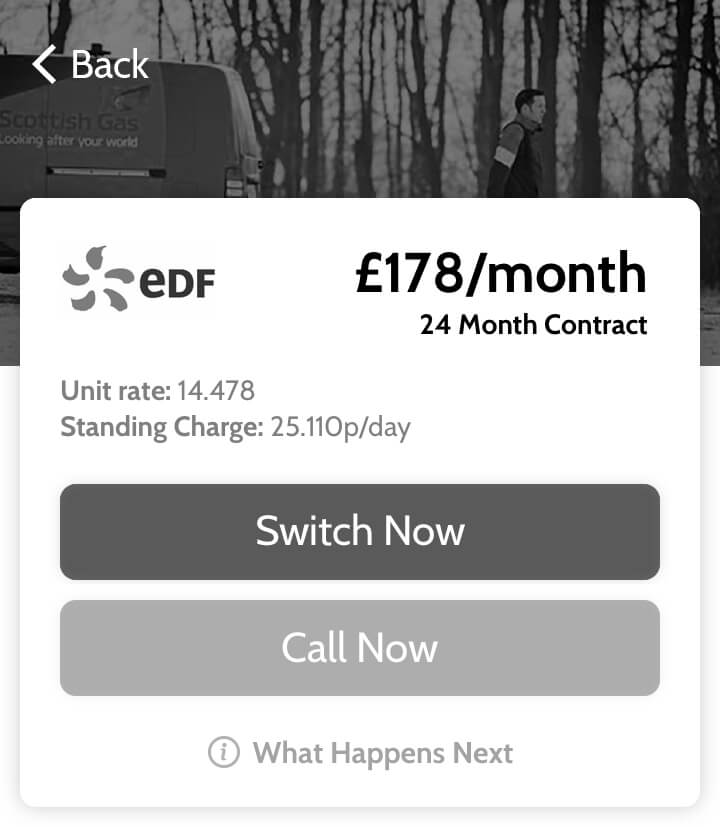 Back
Scottish Gas
Looking after your world
eDF
£178/month
24 Month Contract
Unit rate: 14.478
Standing Charge: 25.110p/day
Switch Now
Call Now
What Happens Next